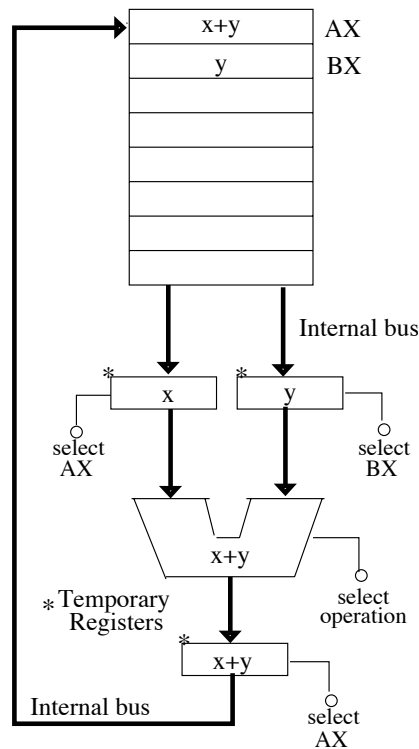 x+y AX
y BX
Internal bus
* *
x y
select
AX
select
BX
x+y
select
operation
* Temporary
Registers
*
x+y
Internal bus
select
AX